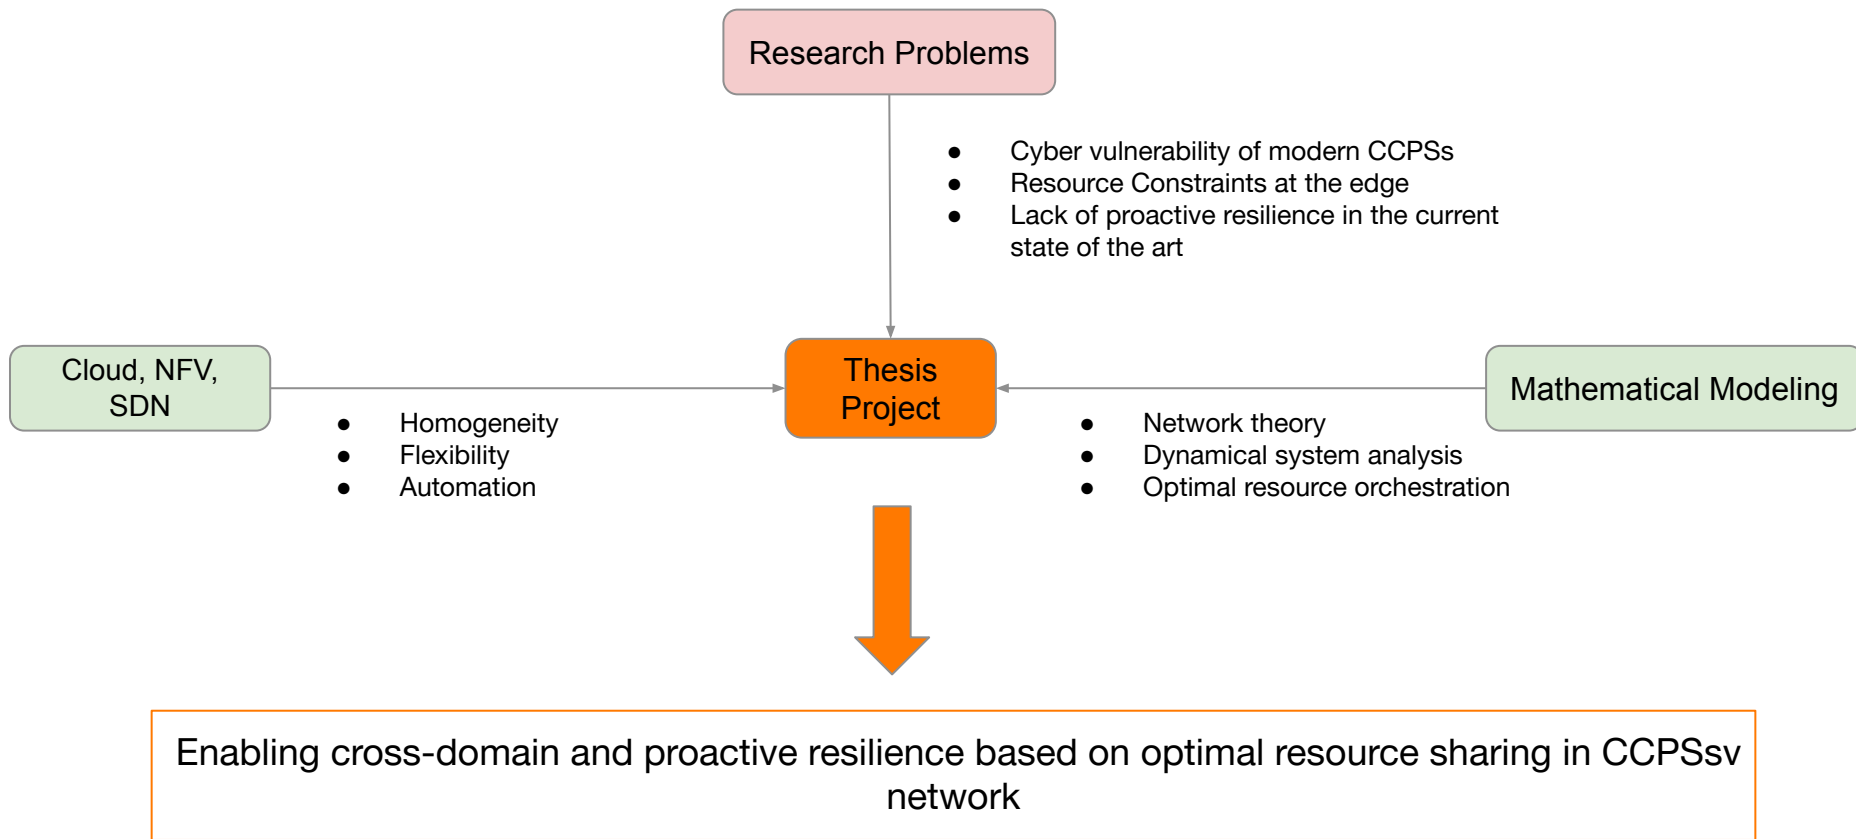 Research Problems
● Cyber vulnerability of modern CCPSs
● Resource Constraints at the edge
● Lack of proactive resilience in the current
state of the art
Cloud, NFV,
SDN
● Homogeneity
● Flexibility
● Automation
Thesis
Project
Mathematical Modeling
● Network theory
● Dynamical system analysis
● Optimal resource orchestration
Enabling cross-domain and proactive resilience based on optimal resource sharing in CCPSsv
network